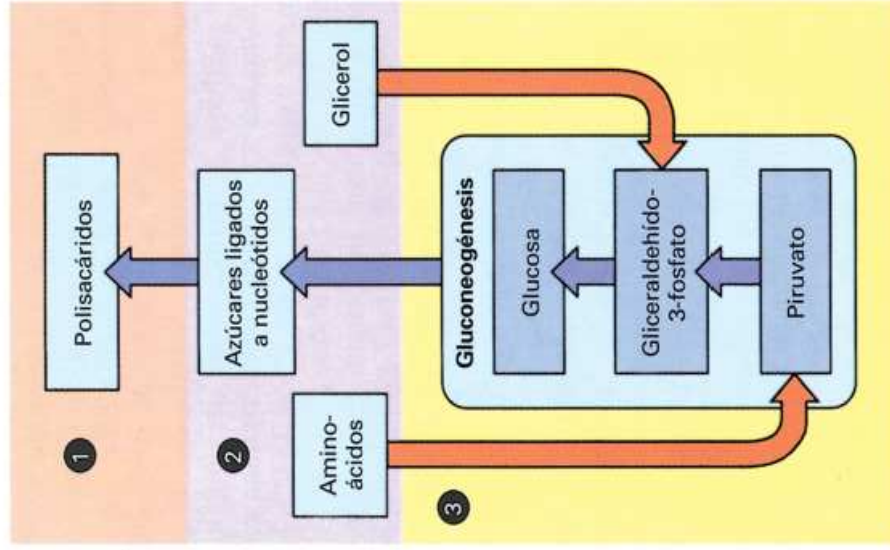 1
Polisacáridos
2
Azúcares ligados
a nucleótidos
Amino-
ácidos
Glicerol
3
Gluconeogénesis
Glucosa
Gliceraldehído-
3-fosfato
Piruvato